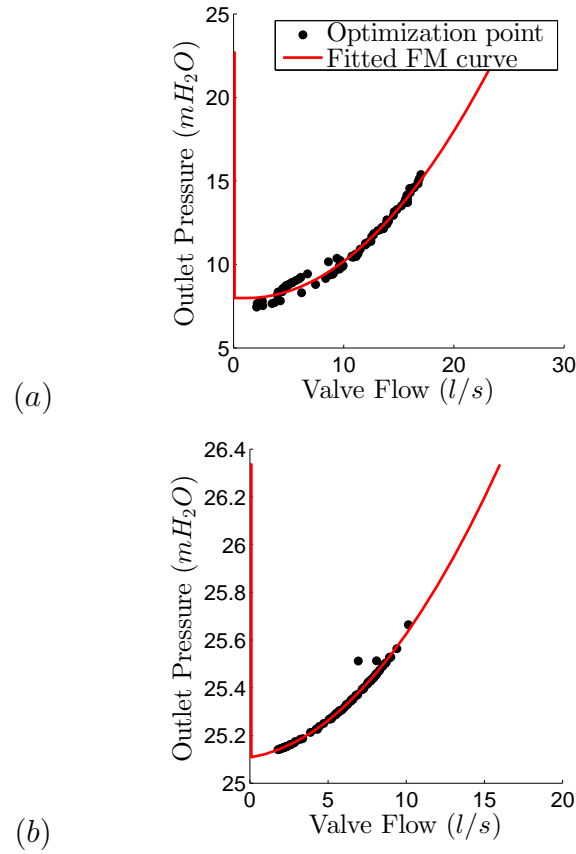 25
20
15
10
5
0
10
20
30
Outlet Pressure (mH₂O)
Valve Flow (l/s)
Optimization point
Fitted FM curve
(a)
26.4
26.2
26
25.8
25.6
25.4
25.2
25
0
5
10
15
20
Outlet Pressure (mH₂O)
Valve Flow (l/s)
(b)